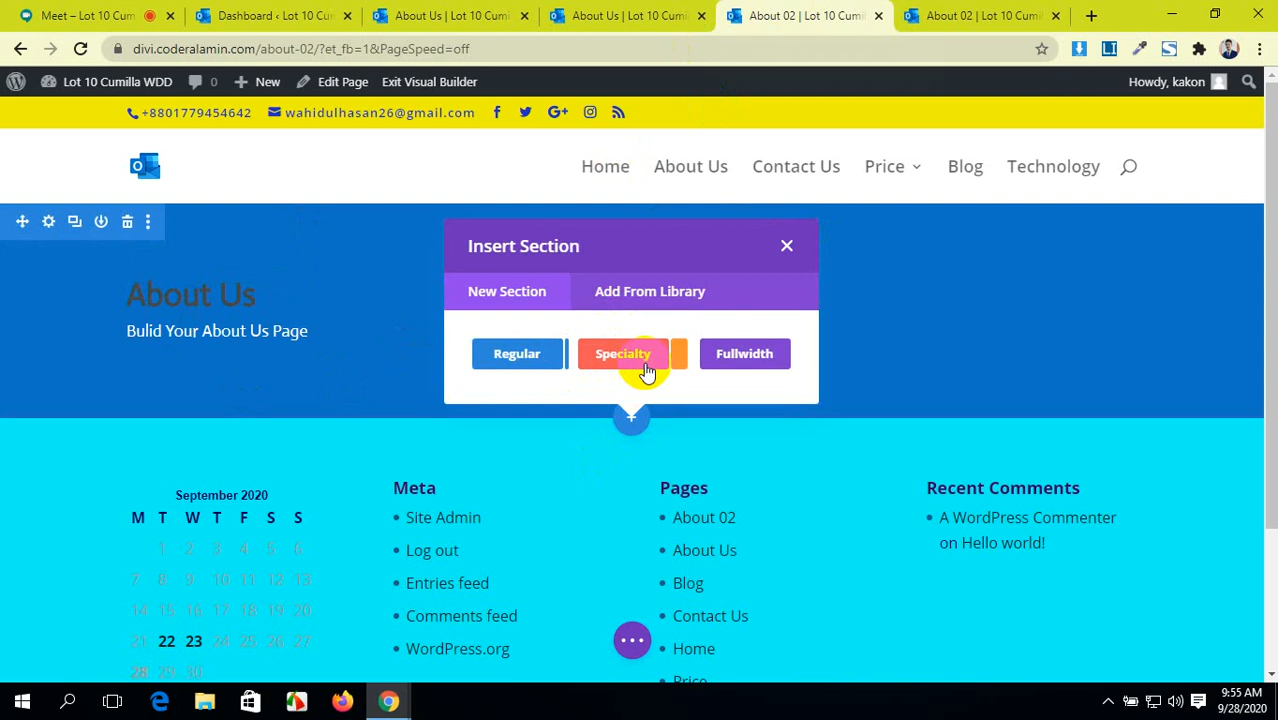 Meet – Lot 10 Cum
Dashboard ‹ Lot 10 Cu
About Us | Lot 10 Cumil
About Us | Lot 10 Cumil
About 02 | Lot 10 Cumil
About 02 | Lot 10 Cumil
divi.coderalamin.com/about-02/?et_fb=1&PageSpeed=off
Lot 10 Cumilla WDD
0
New
Edit Page
Exit Visual Builder
Howdy, kakon
+8801779454642
wahidulhasan26@gmail.com
Home
About Us
Contact Us
Price
Blog
Technology
Insert Section
New Section
Add From Library
Regular
Specialty
Fullwidth
About Us
Bulid Your About Us Page
September 2020
M T W T F S S
1 2 3 4 5 6
7 8 9 10 11 12 13
14 15 16 17 18 19 20
21 22 23 24 25 26 27
28 29 30
Meta
Site Admin
Log out
Entries feed
Comments feed
WordPress.org
Pages
About 02
About Us
Blog
Contact Us
Home
Price
Recent Comments
A WordPress Commenter
on Hello world!
9:55 AM
9/28/2020